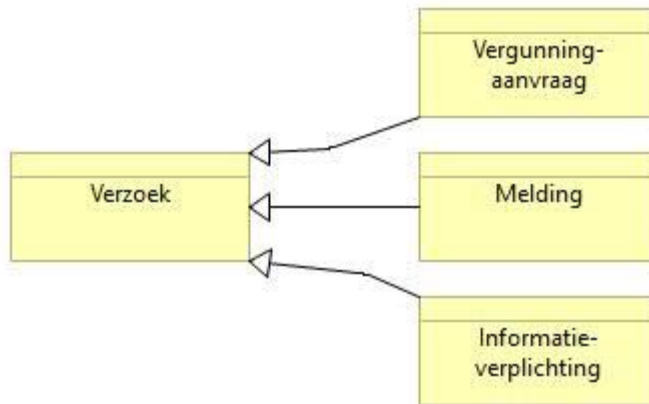 Vergunning-
aanvraag
Verzoek
Melding
Informatie-
verplichting